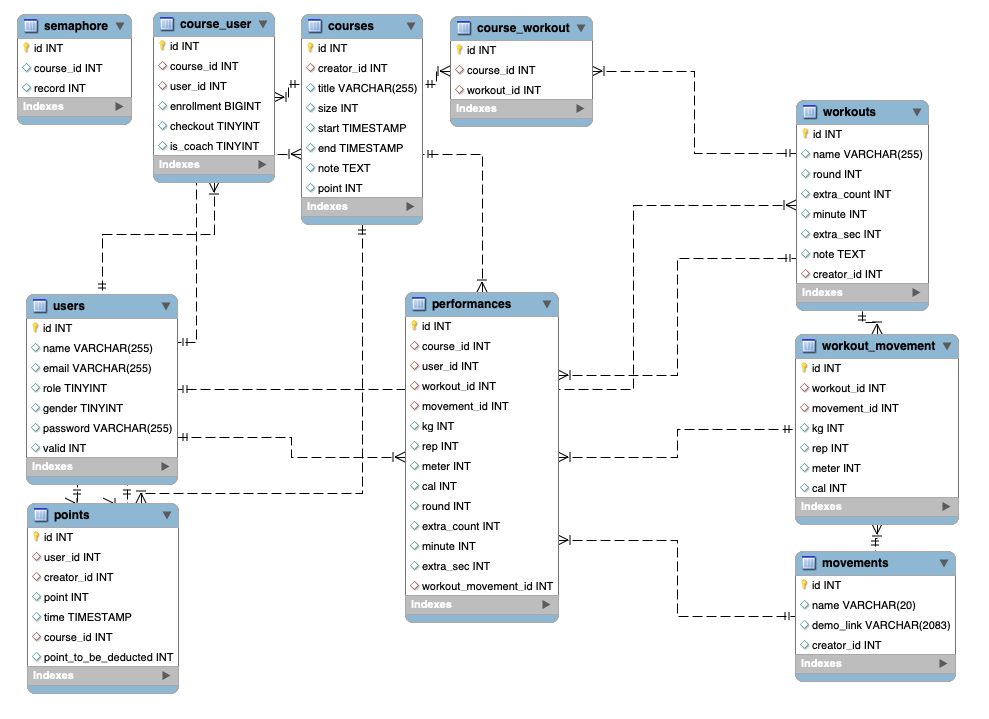 semaphore
id INT
course_id INT
record INT
Indexes
course_user
id INT
course_id INT
user_id INT
enrollment BIGINT
checkout TINYINT
is_coach TINYINT
Indexes
courses
id INT
creator_id INT
title VARCHAR(255)
size INT
start TIMESTAMP
end TIMESTAMP
note TEXT
point INT
Indexes
course_workout
id INT
course_id INT
workout_id INT
Indexes
workouts
id INT
name VARCHAR(255)
round INT
extra_count INT
minute INT
extra_sec INT
note TEXT
creator_id INT
Indexes
users
id INT
name VARCHAR(255)
email VARCHAR(255)
role TINYINT
gender TINYINT
password VARCHAR(255)
valid INT
Indexes
performances
id INT
course_id INT
user_id INT
workout_id INT
movement_id INT
kg INT
rep INT
meter INT
cal INT
round INT
extra_count INT
minute INT
extra_sec INT
workout_movement_id INT
Indexes
workout_movement
id INT
workout_id INT
movement_id INT
kg INT
rep INT
meter INT
cal INT
Indexes
points
id INT
user_id INT
creator_id INT
point INT
time TIMESTAMP
course_id INT
point_to_be_deducted INT
Indexes
movements
id INT
name VARCHAR(20)
demo_link VARCHAR(2083)
creator_id INT
Indexes